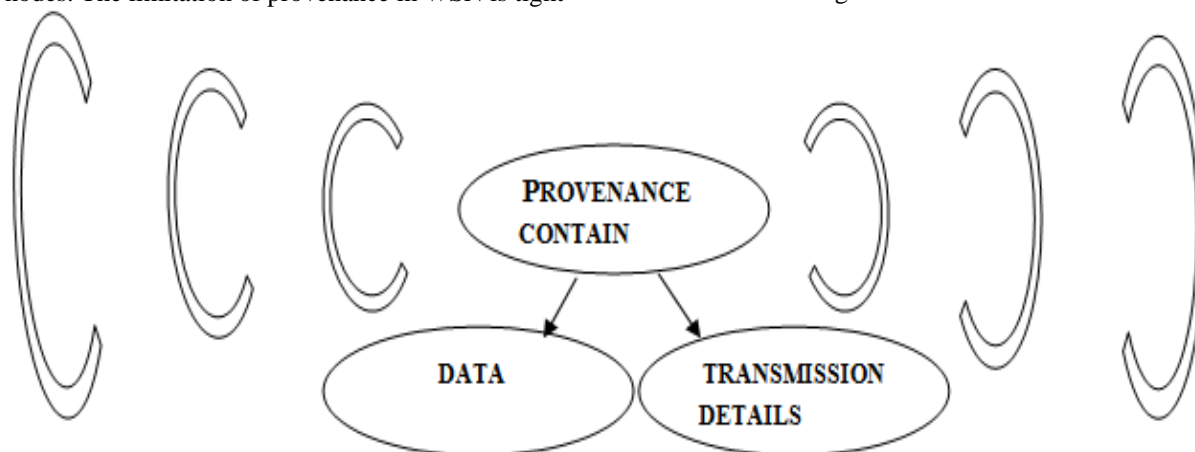 nodes. The limitation of provenance in WSN is tight
PROVENANCE
CONTAIN
DATA
TRANSMISSION
DETAILS